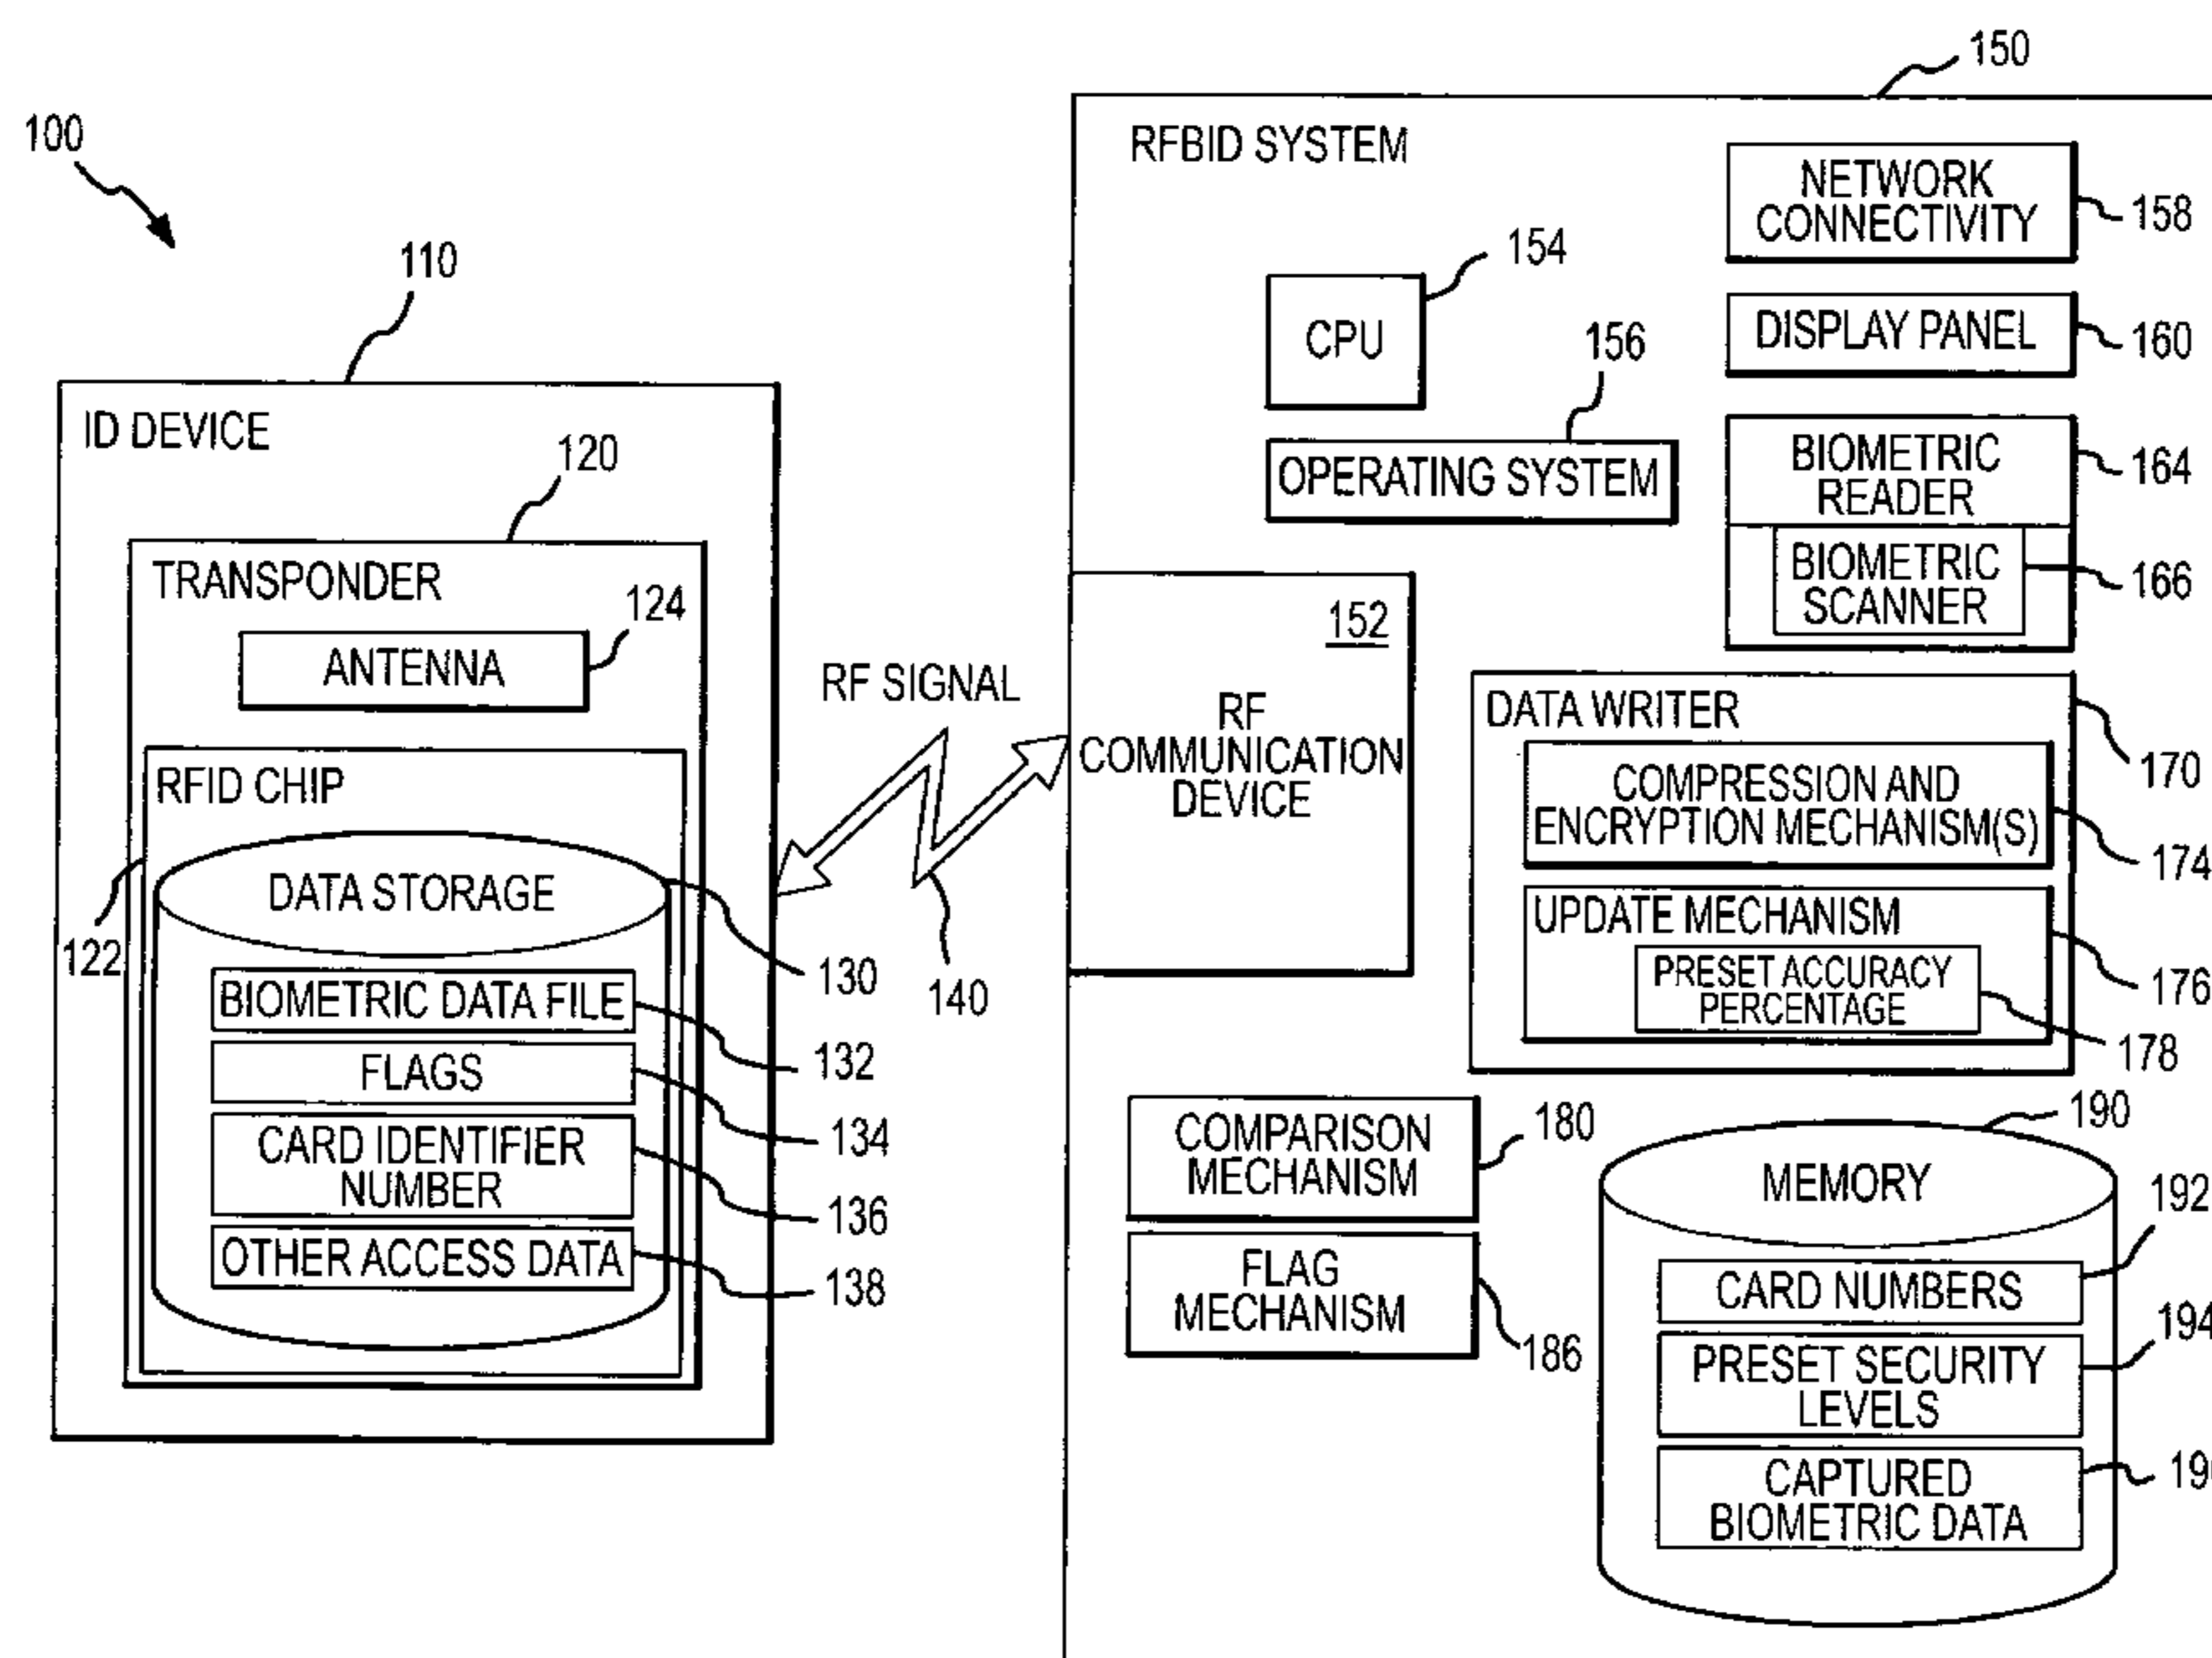 100
110
ID DEVICE
120
TRANSPONDER
124
ANTENNA
RFID CHIP
DATA STORAGE
122
130
BIOMETRIC DATA FILE
132
FLAGS
134
CARD IDENTIFIER
NUMBER
136
OTHER ACCESS DATA
138
RF SIGNAL
140
150
RFBID SYSTEM
NETWORK
CONNECTIVITY
158
154
CPU
DISPLAY PANEL
160
156
OPERATING SYSTEM
BIOMETRIC
READER
164
BIOMETRIC
SCANNER
166
152
RF
COMMUNICATION
DEVICE
DATA WRITER
170
COMPRESSION AND
ENCRYPTION MECHANISM(S)
174
UPDATE MECHANISM
176
PRESET ACCURACY
PERCENTAGE
178
COMPARISON
MECHANISM
180
FLAG
MECHANISM
186
190
MEMORY
192
CARD NUMBERS
194
PRESET SECURITY
LEVELS
CAPTURED
BIOMETRIC DATA